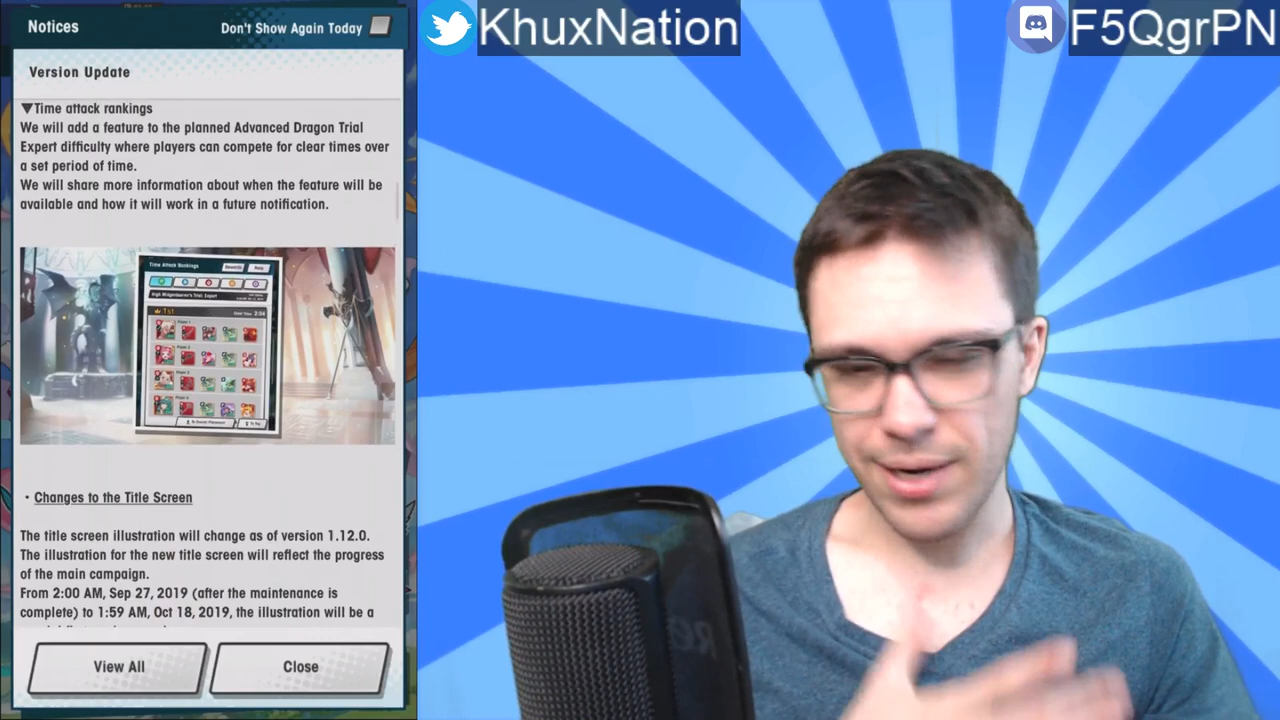 Notices
Don't Show Again Today
KhuxNation
F5QgrPN
Version Update
▼Time attack rankings
We will add a feature to the planned Advanced Dragon Trial
Expert difficulty where players can compete for clear times over
a set period of time.
We will share more information about when the feature will be
available and how it will work in a future notification.
Time Attack Rankings
1st
• Changes to the Title Screen
The title screen illustration will change as of version 1.12.0.
The illustration for the new title screen will reflect the progress
of the main campaign.
From 2:00 AM, Sep 27, 2019 (after the maintenance is
complete) to 1:59 AM, Oct 18, 2019, the illustration will be a
View All
Close